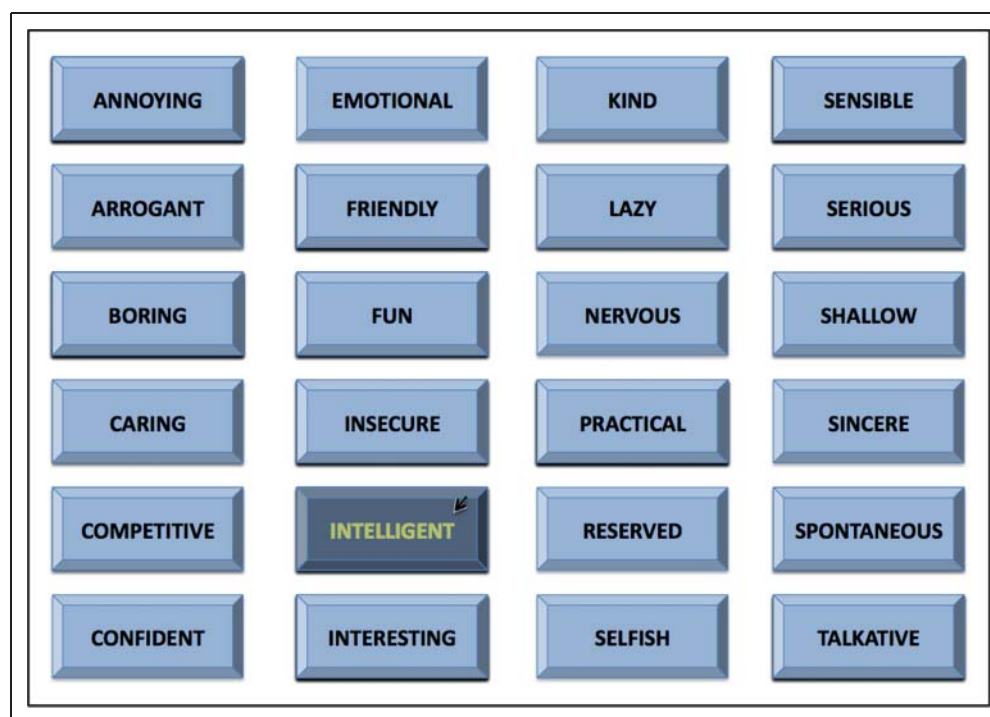 ANNOYING EMOTIONAL KIND SENSIBLE
ARROGANT FRIENDLY LAZY SERIOUS
BORING FUN NERVOUS SHALLOW
CARING INSECURE PRACTICAL SINCERE
COMPETITIVE INTELLIGENT RESERVED SPONTANEOUS
CONFIDENT INTERESTING SELFISH TALKATIVE